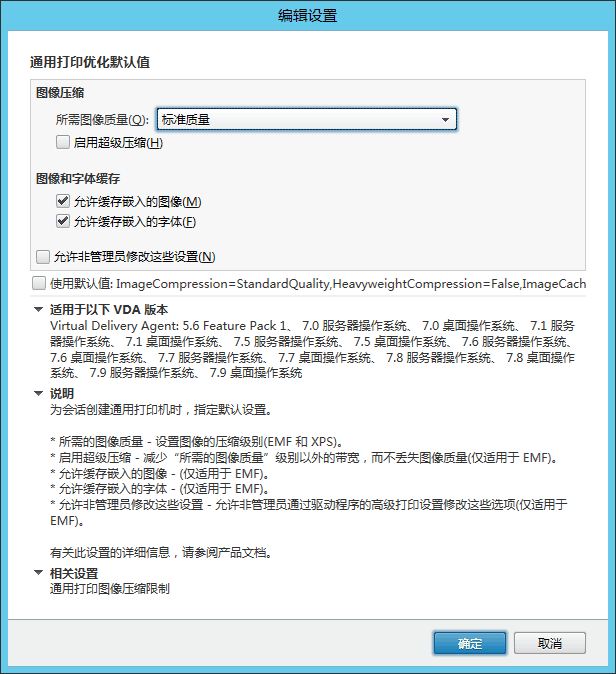 编辑设置
通用打印优化默认值
图像压缩
所需图像质量(Q): 标准质量
启用超级压缩(H)
图像和字体缓存
允许缓存嵌入的图像(M)
允许缓存嵌入的字体(F)
允许非管理员修改这些设置(N)
使用默认值: ImageCompression=StandardQuality,HeavyweightCompression=False,ImageCach
适用于以下 VDA 版本
Virtual Delivery Agent: 5.6 Feature Pack 1、 7.0 服务器操作系统、 7.0 桌面操作系统、 7.1 服务
器操作系统、 7.1 桌面操作系统、 7.5 服务器操作系统、 7.5 桌面操作系统、 7.6 服务器操作系统、
7.6 桌面操作系统、 7.7 服务器操作系统、 7.7 桌面操作系统、 7.8 服务器操作系统、 7.8 桌面操作
系统、 7.9 服务器操作系统、 7.9 桌面操作系统
说明
为会话创建通用打印机时，指定默认设置。
* 所需的图像质量 - 设置图像的压缩级别(EMF 和 XPS)。
* 启用超级压缩 - 减少“所需的图像质量”级别以外的带宽，而不丢失图像质量(仅适用于 EMF)。
* 允许缓存嵌入的图像 - (仅适用于 EMF)。
* 允许缓存嵌入的字体 - (仅适用于 EMF)。
* 允许非管理员修改这些设置 - 允许非管理员通过驱动程序的高级打印设置修改这些选项(仅适用于
EMF)。
有关此设置的详细信息，请参阅产品文档。
相关设置
通用打印图像压缩限制
确定 取消